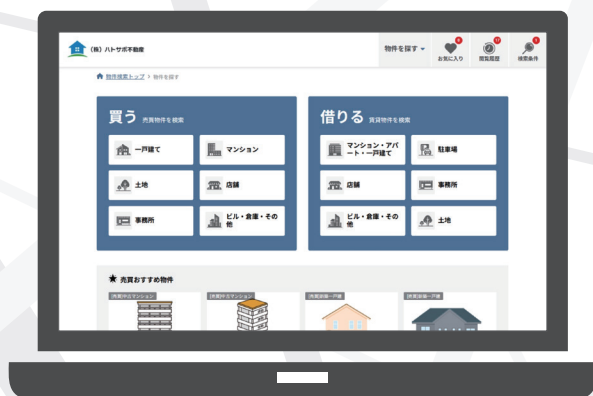 (株) ハトサポ不動産
物件を探す
お気に入り
閲覧履歴
検索条件
物件検索トップ > 物件を探す
買う 売買物件を検索
一戸建て
マンション
土地
店舗
事務所
ビル・倉庫・その
他
借りる 賃貸物件を検索
マンション・アパ
ート・一戸建て
駐車場
店舗
事務所
ビル・倉庫・その
他
土地
★ 売買おすすめ物件